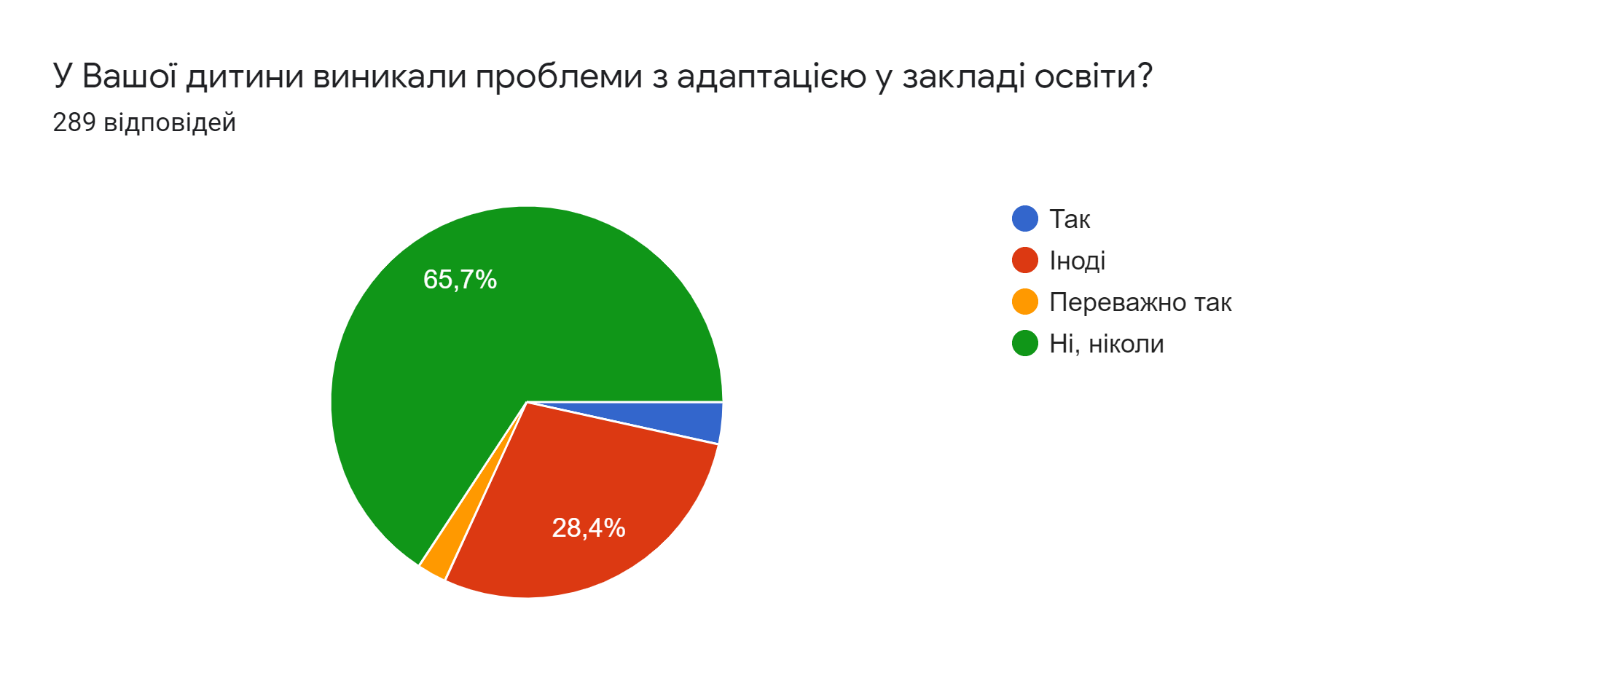 У Вашої дитини виникали проблеми з адаптацією у закладі освіти?
289 відповідей
65,7%
28,4%
Так
Іноді
Переважно так
Ні, ніколи